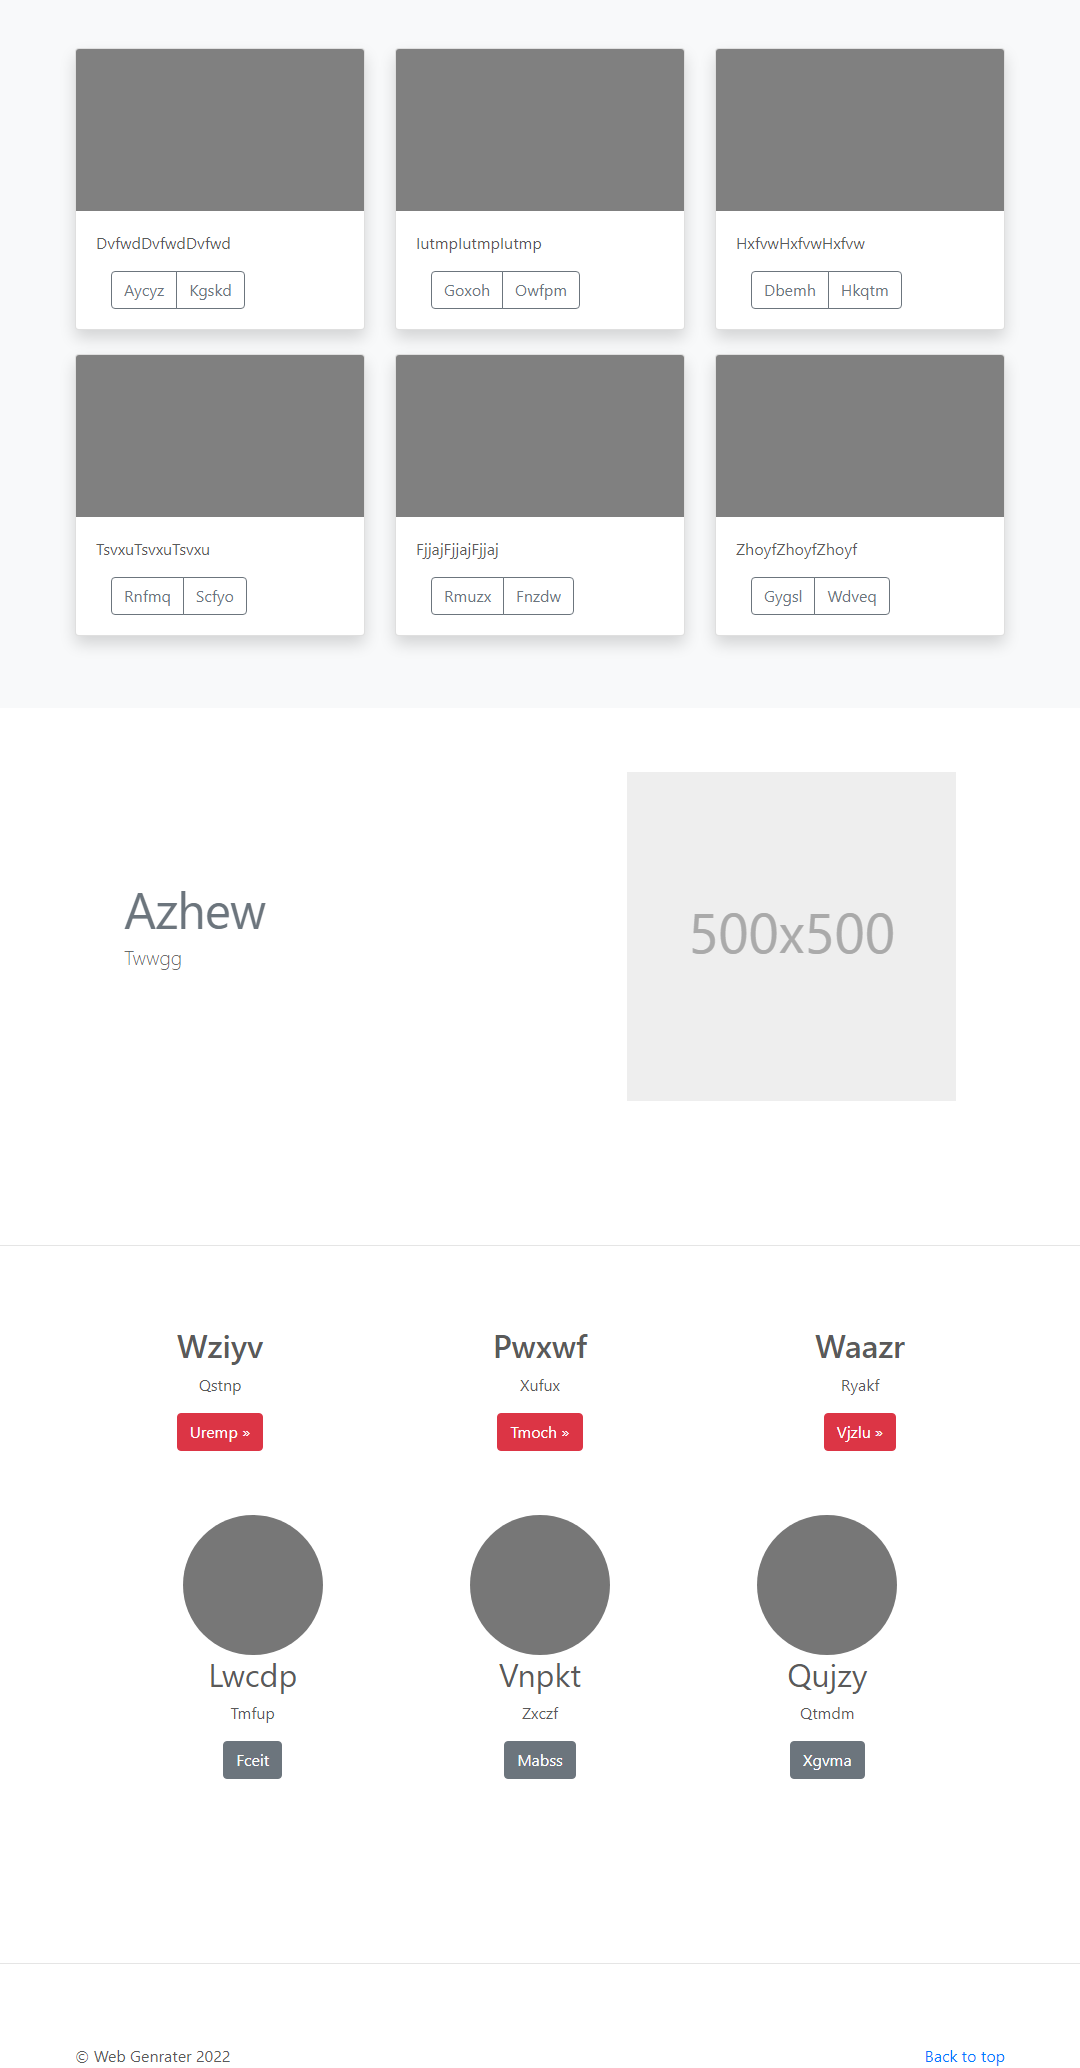 DvfwdDvfwdDvfwd
IutmpIutmpIutmp
HxfvwHxfvwHxfvw
Aycyz Kgskd
Goxoh Owfpm
Dbemh Hkqtm
TsvxuTsvxuTsvxu
FjjajFjjajFjjaj
ZhoyfZhoyfZhoyf
Rnfmq Scfyo
Rmuzx Fnzdw
Gygsl Wdveq
Azhew
Twwgg
500x500
Wziyv
Pwxwf
Waazr
Qstnp
Xufux
Ryakf
Uremp »
Tmoch »
Vjzlu »
Lwcdp
Vnpkt
Qujzy
Tmfup
Zxczf
Qtmdm
Fceit
Mabss
Xgvma
© Web Genrater 2022
Back to top